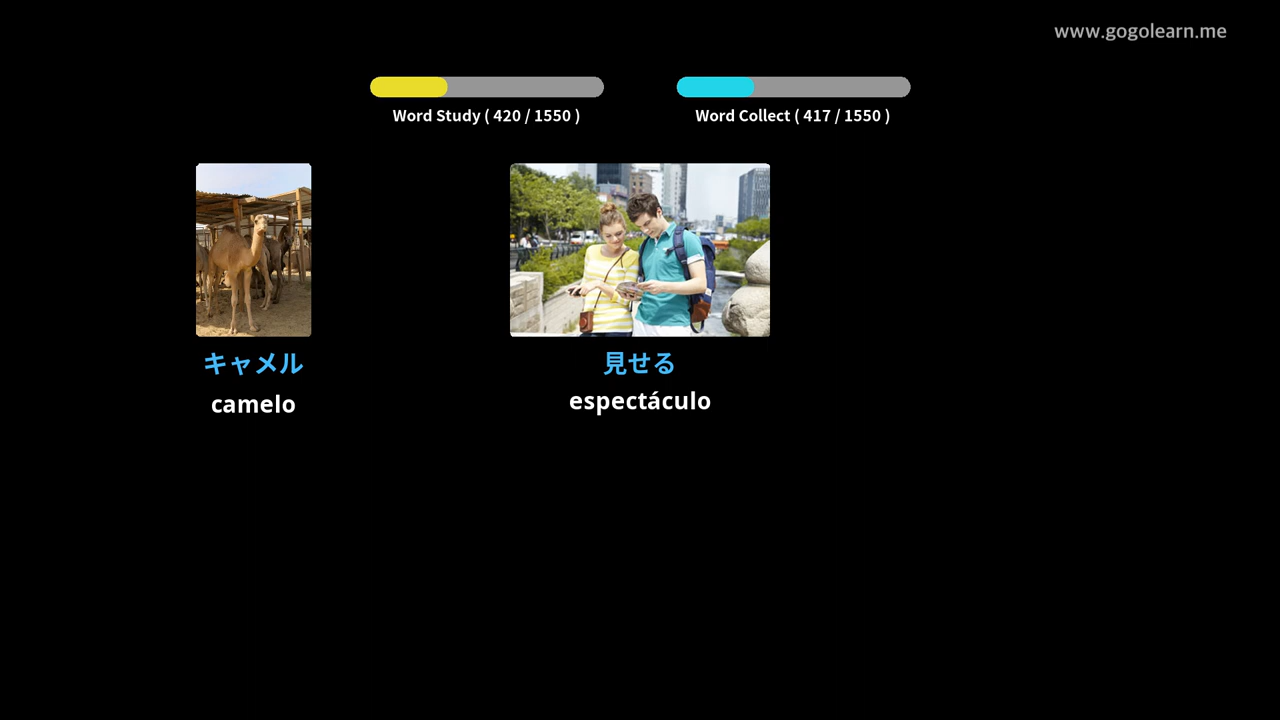 www.gogolearn.me
Word Study ( 420 / 1550 )
Word Collect ( 417 / 1550 )
キャメル
camelo
見せる
espectáculo